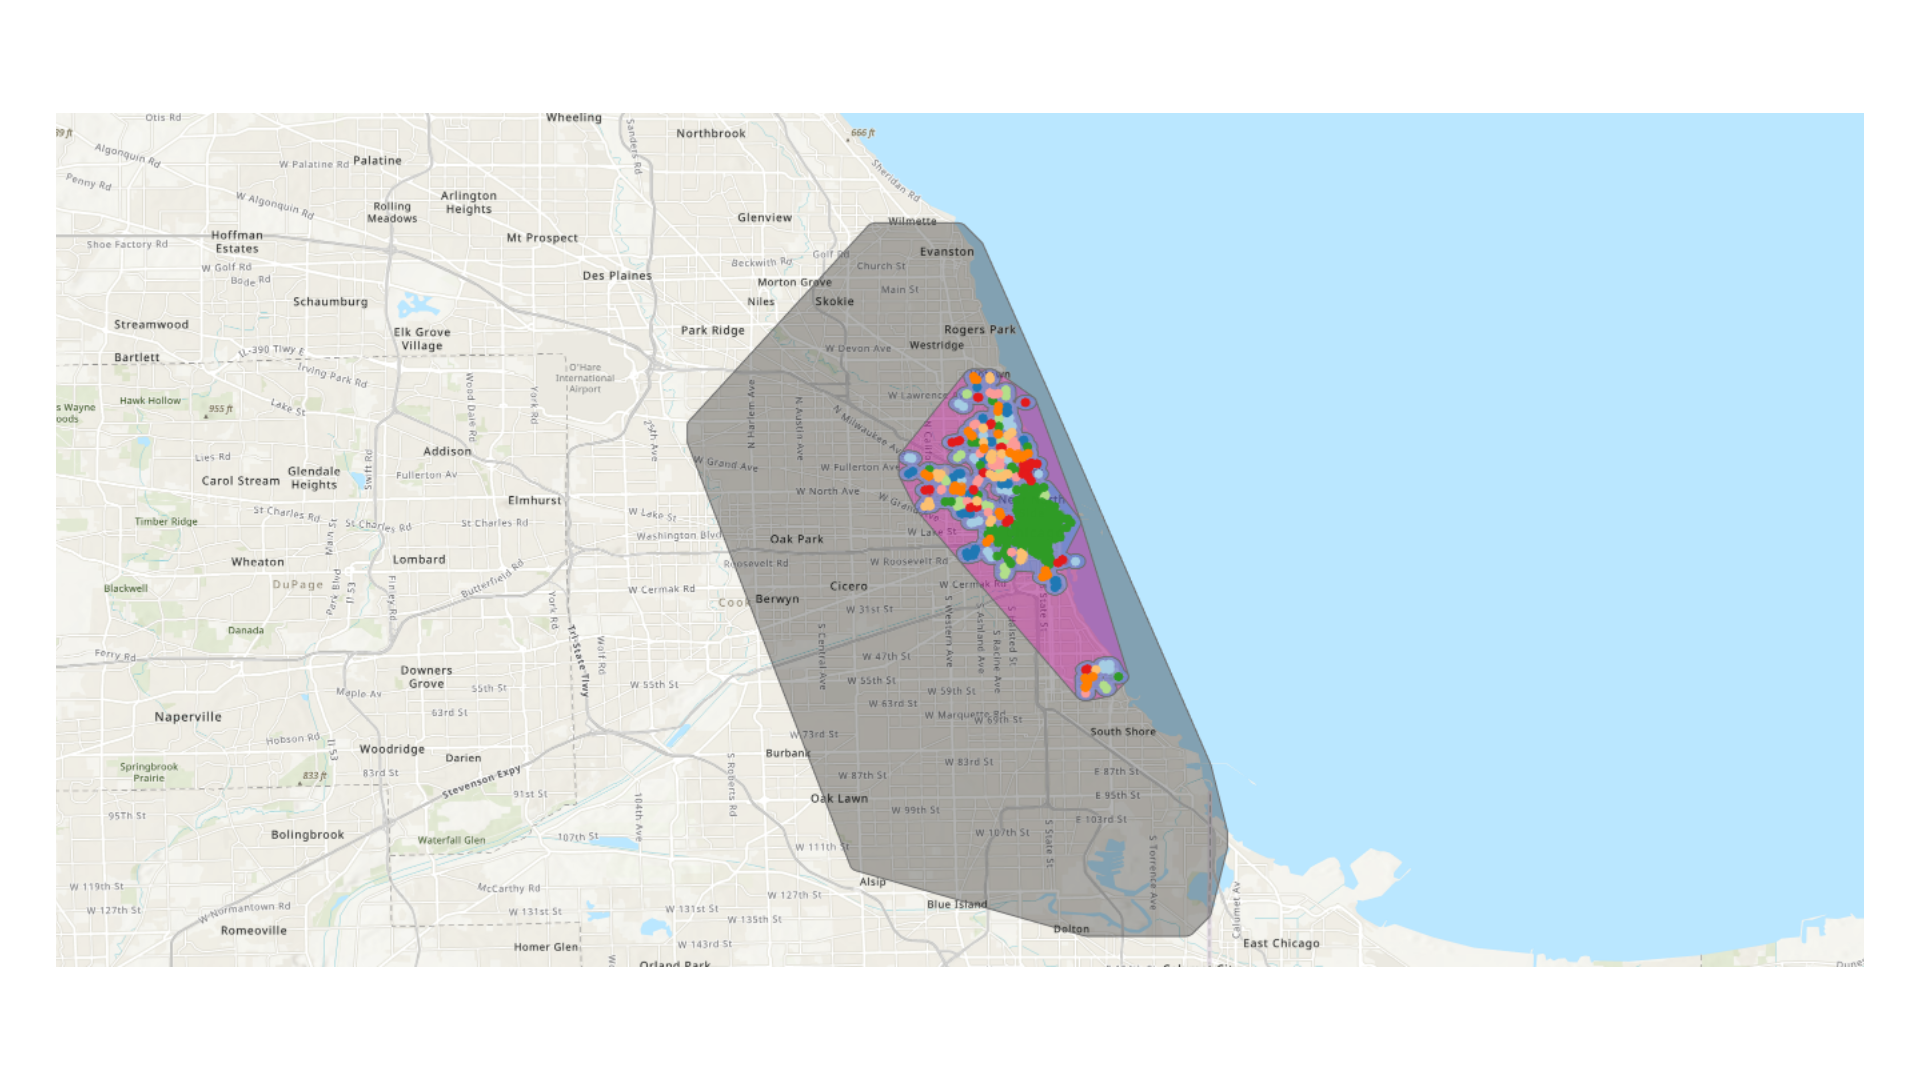 Otis Rd
Wheeling
99 ft
Northbrook
666 ft
Sanders Rd
Algonquin Rd
W Palatine Rd
Palatine
Sheridan Rd
Penny Rd
W Algonquin Rd
Arlington
Heights
Rolling
Meadows
Glenview
Wilmette
Hoffman
Estates
Mt Prospect
Shoe Factory Rd
Golf Rd
Evanston
W Golf Rd
Beckwith Rd
Church St
Bode Rd
Des Plaines
Morton Grove
Main St
Schaumburg
Niles
Skokie
Streamwood
Elk Grove
Village
Park Ridge
Rogers Park
Westridge
W Devon Ave
Bartlett
IL-390 Tlwy E
Irving Park Rd
O'Hare
International
Airport
Wood Dale Rd
York Rd
N Harlem Ave
N Austin Ave
W Lawrence
s Wayne
oods
Hawk Hollow
955 ft
Lake St
N Milwaukee Ave
25th Ave
Addison
Lies Rd
Swift Rd
W Grand Ave
W Fullerton Ave
Glendale
Heights
Carol Stream
Fullerton Av
W North Ave
Elmhurst
W Grand Ave
St Charles Rd
St Charles Rd
St Charles Rd
W Lake St
Timber Ridge
Main St
Washington Blvd
Oak Park
W Lake St
Wheaton
Lombard
Roosevelt Rd
W Roosevelt Rd
Butterfield Rd
DuPage
Blackwell
Park Blvd
Il 53
Finley Rd
York Rd
W Cermak Rd
Cook
Berwyn
Cicero
W Cermak Rd
W 31st St
S Western Ave
S Ashland Ave
S Halsted St
State St
Danada
Tri-State Tlwy
Wolf Rd
S Central Ave
S Racine Ave
Ferry Rd
W 47th St
Downers
Grove
Maple Av
55th St
W 55th St
W 55th St
W 59th St
Naperville
63rd St
W 63rd St
W Marquette Rd
W 69th St
South Shore
Hobson Rd
Il 53
Woodridge
Darien
W 73rd St
Burbank
Springbrook
Prairie
833 ft
83rd St
Stevenson Expy
S Roberts Rd
W 83rd St
W 87th St
E 87th St
91st St
104th Ave
Oak Lawn
E 95th St
95Th St
W 99th St
E 103rd St
Bolingbrook
Waterfall Glen
107th St
W 107th St
W 111th St
S State St
S Torrence Ave
W 119th St
McCarthy Rd
W 127th St
Alsip
Calumet Av
W 127th St
W Normantown Rd
W 131st St
W 131st St
W 135th St
Blue Island
Romeoville
Homer Glen
W 143rd St
Dolton
East Chicago
Orland Park